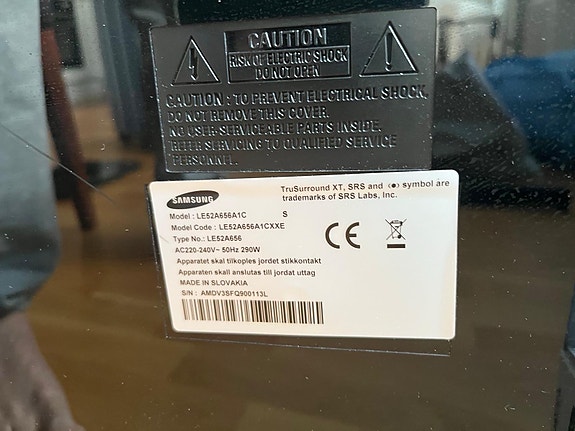 CAUTION
RISK OF ELECTRIC SHOCK
DO NOT OPEN
CAUTION : TO PREVENT ELECTRICAL SHOCK,
DO NOT REMOVE THIS COVER.
NO USER SERVICEABLE PARTS INSIDE.
REFER SERVICING TO QUALIFIED SERVICE
PERSONNEL.
SAMSUNG
TruSurround XT, SRS and (●) symbol are
trademarks of SRS Labs, Inc.
Model : LE52A656A1C S
Model Code : LE52A656A1CXXE
Type No.: LE52A656
AC220-240V~ 50Hz 290W
Apparatet skal tilkoples jordet stikkontakt
Apparaten skall anslutas till jordat uttag
MADE IN SLOVAKIA
S/N : AMDV3SFQ900113L
CE